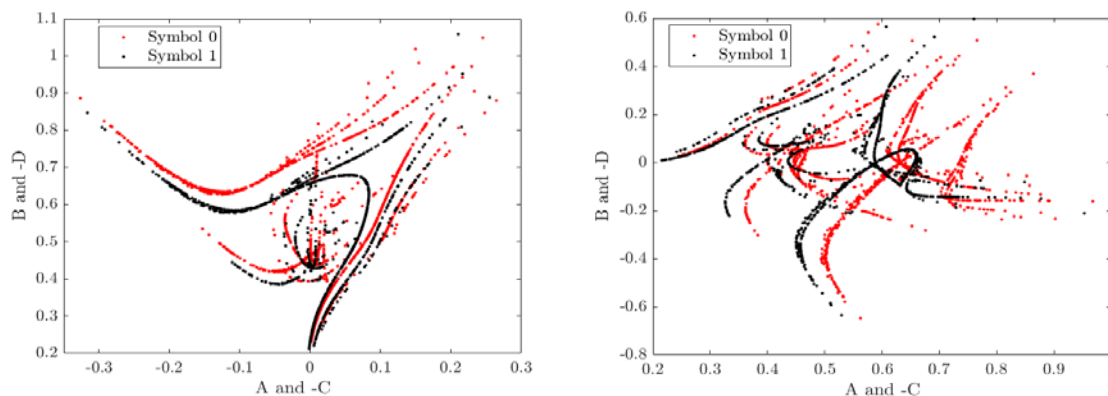 1.1
1
0.9
0.8
0.7
0.6
0.5
0.4
0.3
0.2
B and -D
Symbol 0
Symbol 1
-0.3 -0.2 -0.1 0 0.1 0.2 0.3
A and -C
0.6
0.4
0.2
0
-0.2
-0.4
-0.6
-0.8
B and -D
Symbol 0
Symbol 1
0.2 0.3 0.4 0.5 0.6 0.7 0.8 0.9
A and -C